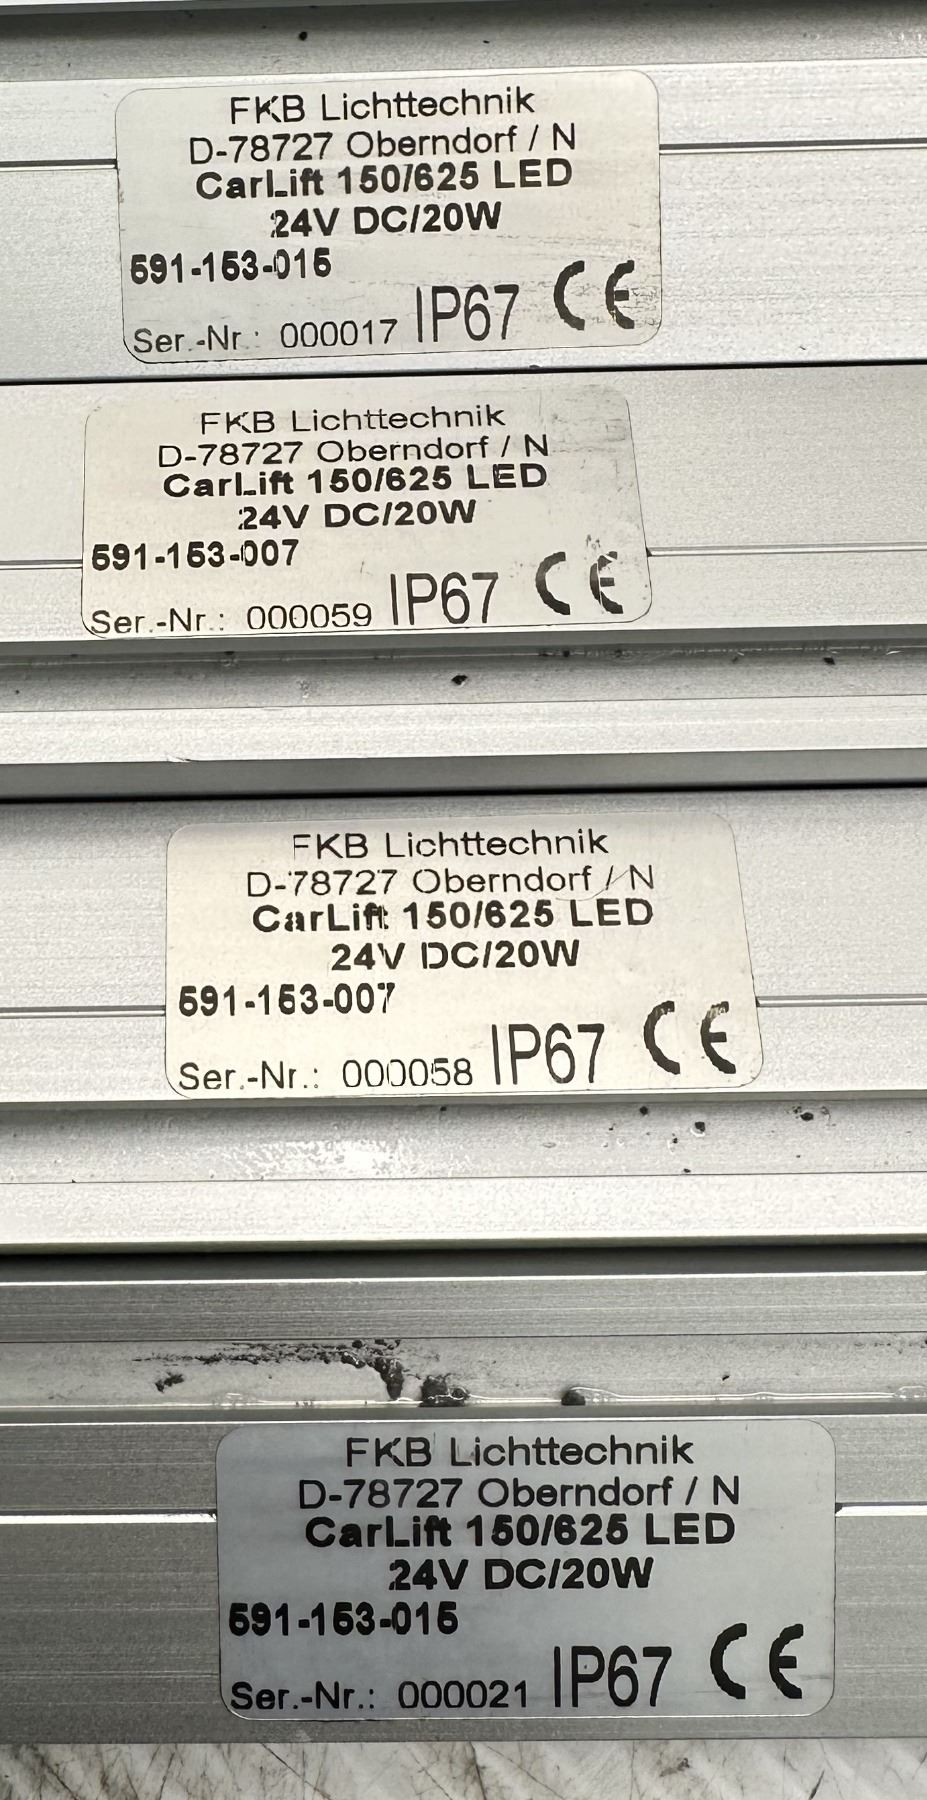 FKB Lichttechnik
D-78727 Oberndorf / N
CarLift 150/625 LED
24V DC/20W
591-153-015
Ser.-Nr.: 000017 IP67 CE
FKB Lichttechnik
D-78727 Oberndorf / N
CarLift 150/625 LED
24V DC/20W
591-153-007
Ser.-Nr.: 000059 IP67 CE
FKB Lichttechnik
D-78727 Oberndorf / N
CarLift 150/625 LED
24V DC/20W
591-153-007
Ser.-Nr.: 000058 IP67 CE
FKB Lichttechnik
D-78727 Oberndorf / N
CarLift 150/625 LED
24V DC/20W
591-153-015
Ser.-Nr.: 000021 IP67 CE